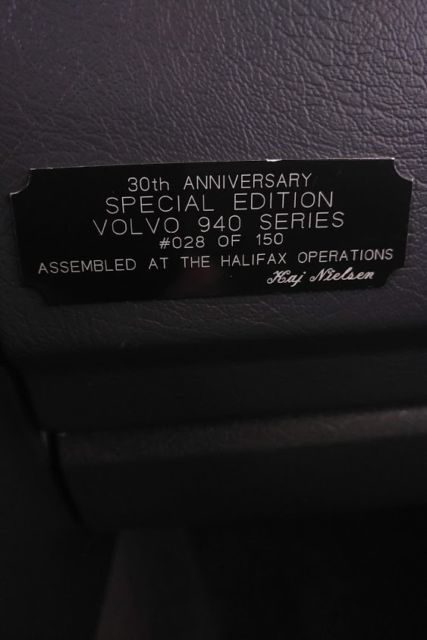 30th ANNIVERSARY
SPECIAL EDITION
VOLVO 940 SERIES
#028 OF 150
ASSEMBLED AT THE HALIFAX OPERATIONS
Kaj Nielsen